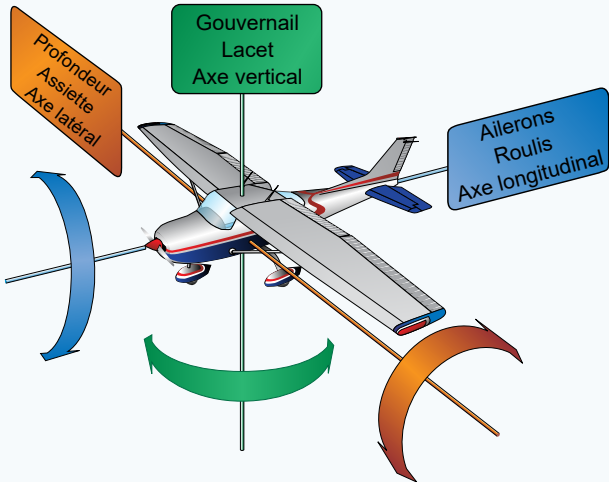 Profondeur
Assiette
Axe latéral
Gouvernail
Lacet
Axe vertical
Ailerons
Roulis
Axe longitudinal